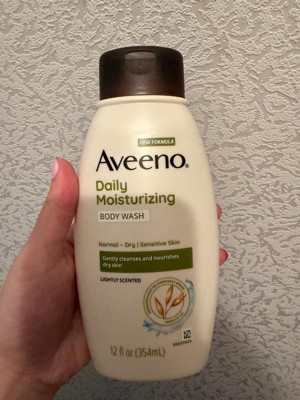 NEW FORMULA
Aveeno®
Daily
Moisturizing
BODY WASH
Normal - Dry | Sensitive Skin
Gently cleanses and nourishes
dry skin
LIGHTLY SCENTED
12 fl oz (354mL)